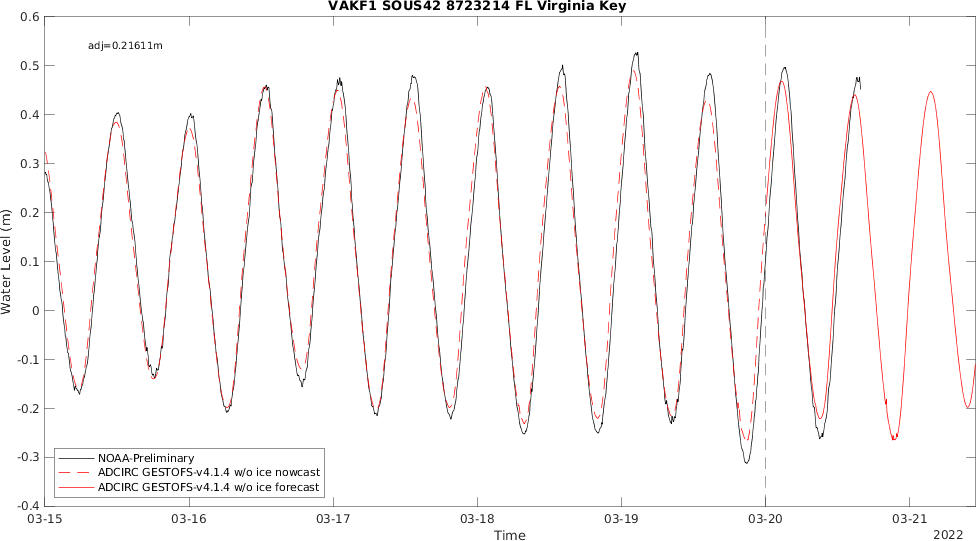 VAKF1 SOUS42 8723214 FL Virginia Key
adj=0.21611m
Water Level (m)
0.6
0.5
0.4
0.3
0.2
0.1
0
-0.1
-0.2
-0.3
-0.4
NOAA-Preliminary
ADCIRC GESTOFS-v4.1.4 w/o ice nowcast
ADCIRC GESTOFS-v4.1.4 w/o ice forecast
03-15 03-16 03-17 03-18 03-19 03-20 03-21
Time
2022